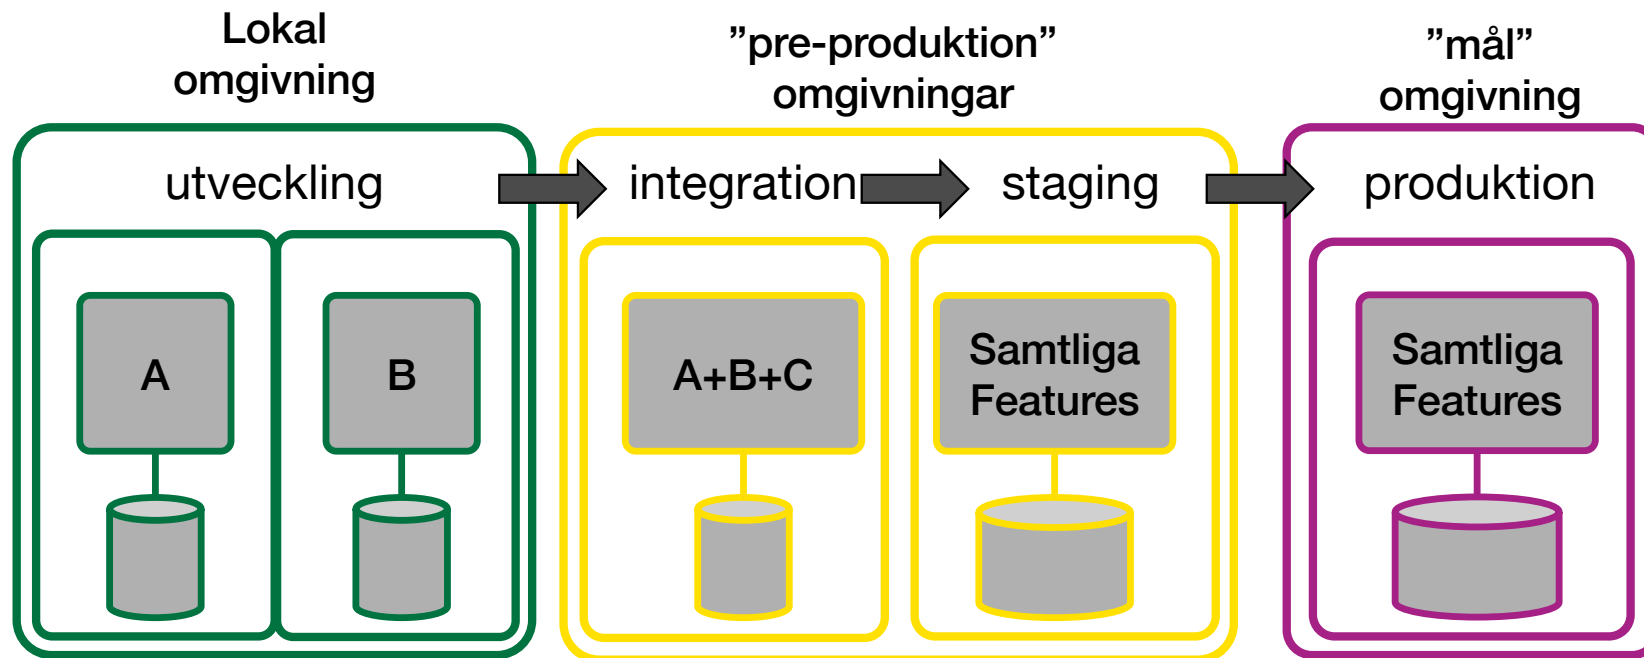 Lokal
omgivning
”pre-produktion”
omgivningar
”mål”
omgivning
utveckling
integration
staging
produktion
A
B
A+B+C
Samtliga
Features
Samtliga
Features